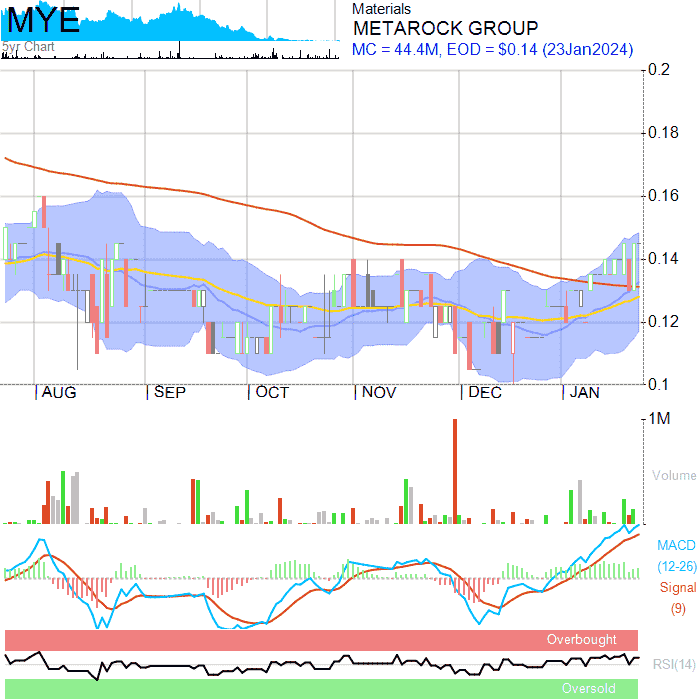 MYE
5yr Chart
Materials
METAROCK GROUP
MC = 44.4M, EOD = $0.14 (23Jan2024)
0.2
0.18
0.16
0.14
0.12
0.1
AUG SEP OCT NOV DEC JAN
1M
Volume
MACD
(12-26)
Signal
(9)
Overbought
RSI(14)
Oversold